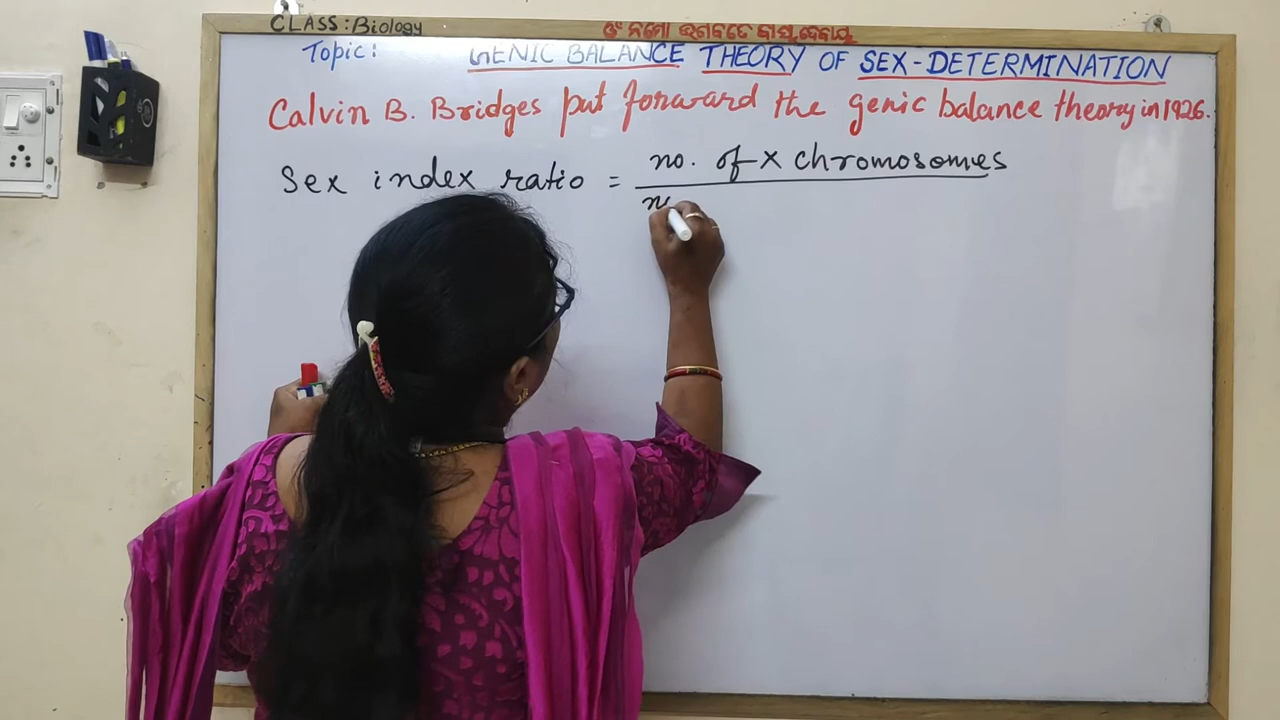 CLASS: Biology
ଓଁ ନମୋ ଭଗବତେ ବାସୁଦେବାୟ
Topic: GENIC BALANCE THEORY OF SEX-DETERMINATION
Calvin B. Bridges put forward the genic balance theory in 1926.
Sex index ratio = no. of X chromosomes